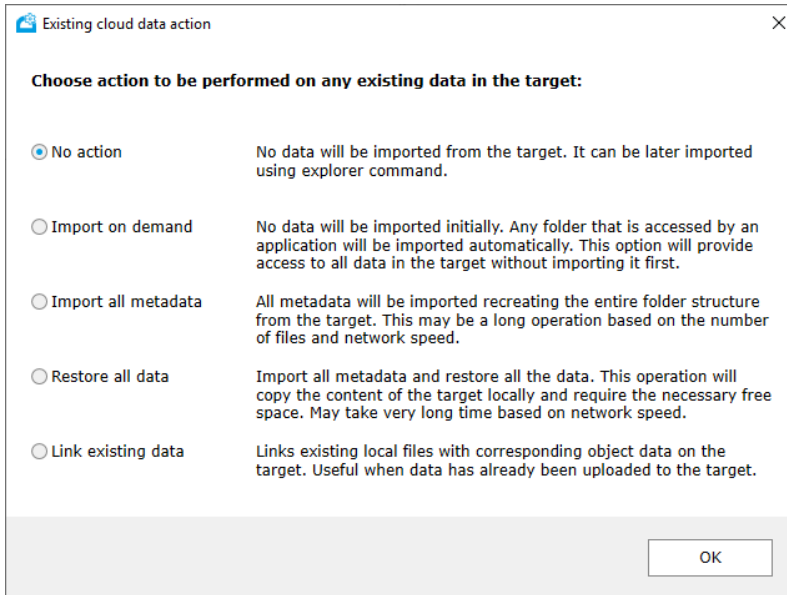 Existing cloud data action
Choose action to be performed on any existing data in the target:
No action
No data will be imported from the target. It can be later imported
using explorer command.
Import on demand
No data will be imported initially. Any folder that is accessed by an
application will be imported automatically. This option will provide
access to all data in the target without importing it first.
Import all metadata
All metadata will be imported recreating the entire folder structure
from the target. This may be a long operation based on the number
of files and network speed.
Restore all data
Import all metadata and restore all the data. This operation will
copy the content of the target locally and require the necessary free
space. May take very long time based on network speed.
Link existing data
Links existing local files with corresponding object data on the
target. Useful when data has already been uploaded to the target.
OK